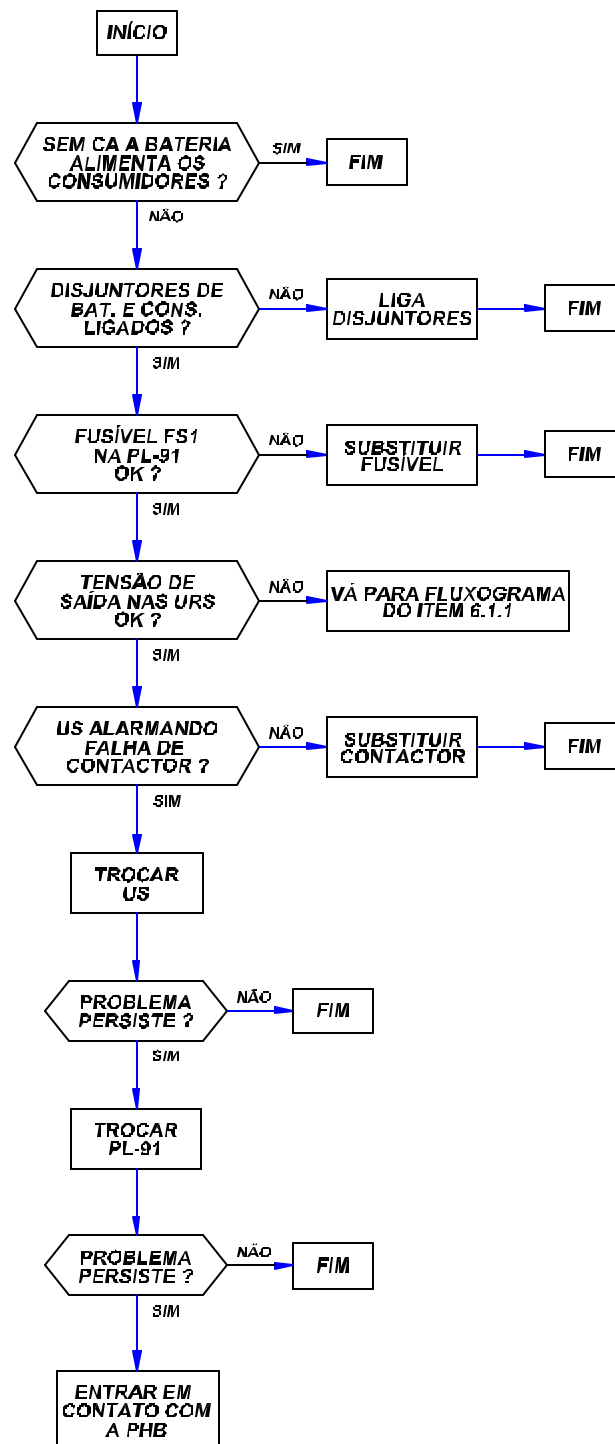 INÍCIO
SEM CA A BATERIA
ALIMENTA OS
CONSUMIDORES ?
SIM
FIM
NÃO
DISJUNTORES DE
BAT. E CONS.
LIGADOS ?
NÃO
LIGA
DISJUNTORES
FIM
SIM
FUSÍVEL FS1
NA PL-91
OK ?
NÃO
SUBSTITUIR
FUSÍVEL
FIM
SIM
TENSÃO DE
SAÍDA NAS URS
OK ?
NÃO
VÁ PARA FLUXOGRAMA
DO ITEM 6.1.1
SIM
US ALARMANDO
FALHA DE
CONTACTOR ?
NÃO
SUBSTITUIR
CONTACTOR
FIM
SIM
TROCAR
US
PROBLEMA
PERSISTE ?
NÃO
FIM
SIM
TROCAR
PL-91
PROBLEMA
PERSISTE ?
NÃO
FIM
SIM
ENTRAR EM
CONTATO COM
A PHB